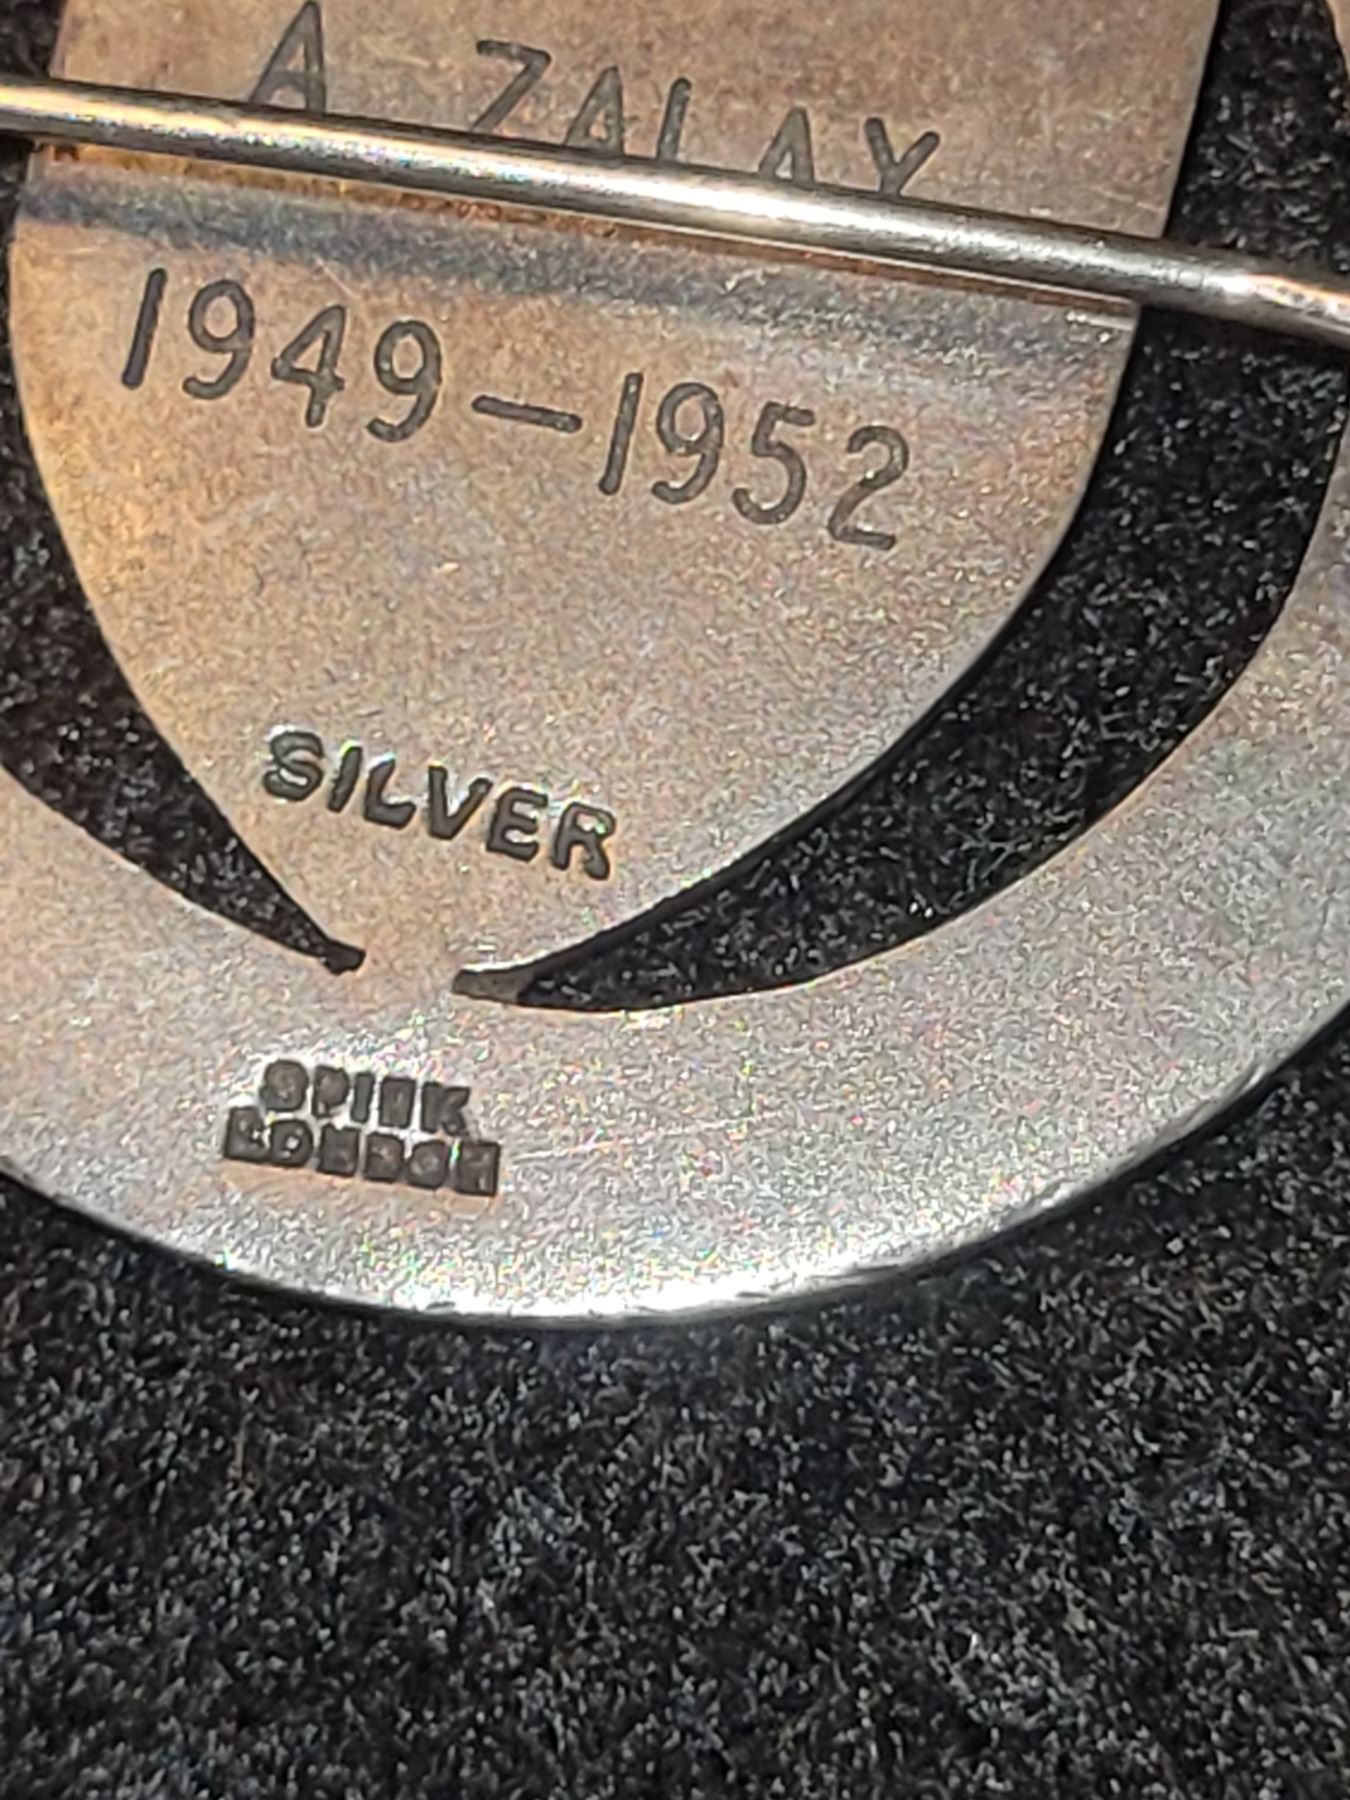 A ZALAY
1949-1952
SILVER
SPINK
LONDON